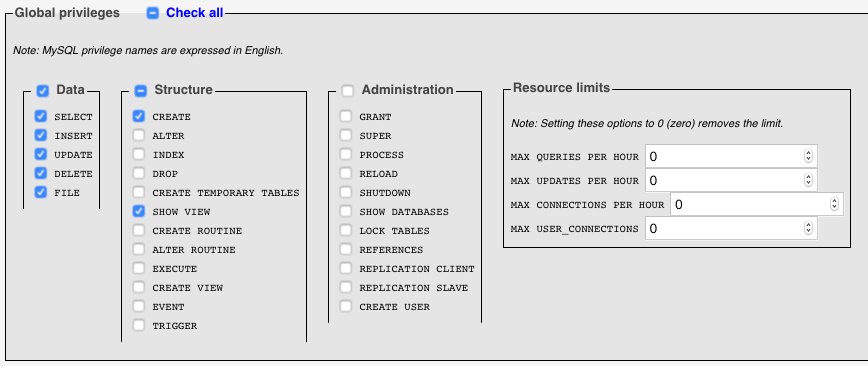 Global privileges Check all
Note: MySQL privilege names are expressed in English.
Data
SELECT
INSERT
UPDATE
DELETE
FILE
Structure
CREATE
ALTER
INDEX
DROP
CREATE TEMPORARY TABLES
SHOW VIEW
CREATE ROUTINE
ALTER ROUTINE
EXECUTE
CREATE VIEW
EVENT
TRIGGER
Administration
GRANT
SUPER
PROCESS
RELOAD
SHUTDOWN
SHOW DATABASES
LOCK TABLES
REFERENCES
REPLICATION CLIENT
REPLICATION SLAVE
CREATE USER
Resource limits
Note: Setting these options to 0 (zero) removes the limit.
MAX QUERIES PER HOUR 0
MAX UPDATES PER HOUR 0
MAX CONNECTIONS PER HOUR 0
MAX USER_CONNECTIONS 0